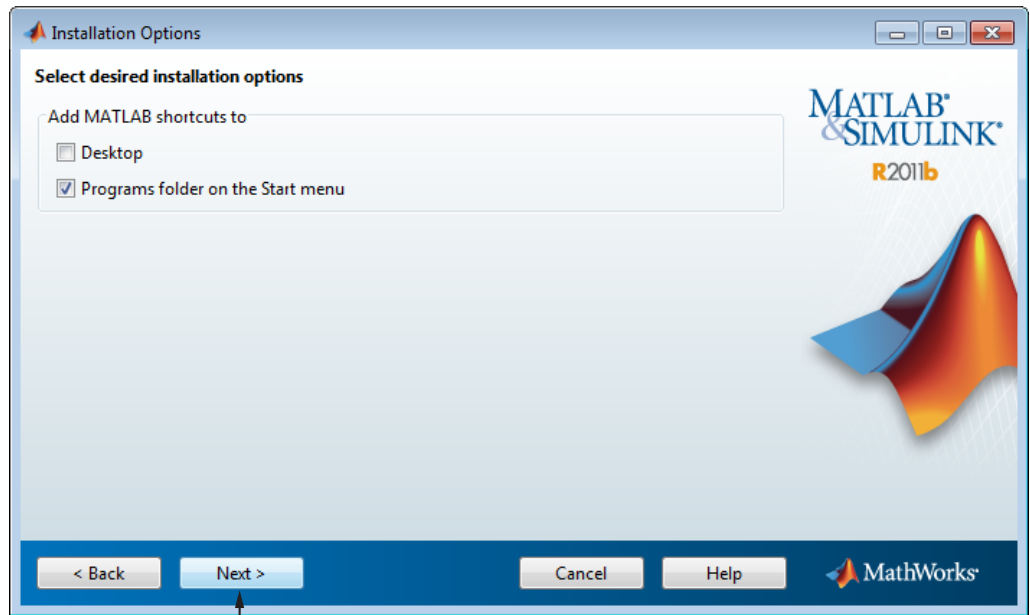 Installation Options
Select desired installation options
Add MATLAB shortcuts to
Desktop
Programs folder on the Start menu
MATLAB®
&SIMULINK®
R2011b
< Back
Next >
Cancel
Help
MathWorks®